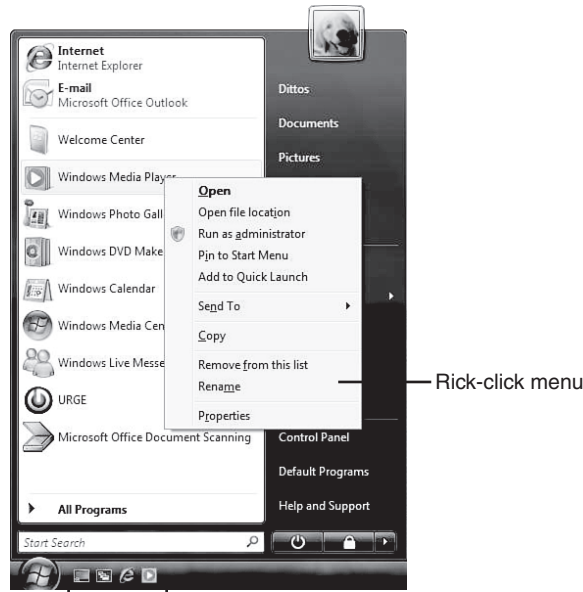 Internet
Internet Explorer
E-mail
Microsoft Office Outlook
Welcome Center
Windows Media Player
Windows Photo Gall
Windows DVD Make
Windows Calendar
Windows Media Cen
Windows Live Messe
URGE
Microsoft Office Document Scanning
All Programs
Start Search
Dittos
Documents
Pictures
Open
Open file location
Run as administrator
Pin to Start Menu
Add to Quick Launch
Send To
Copy
Remove from this list
Rename
Properties
Control Panel
Default Programs
Help and Support
Rick-click menu